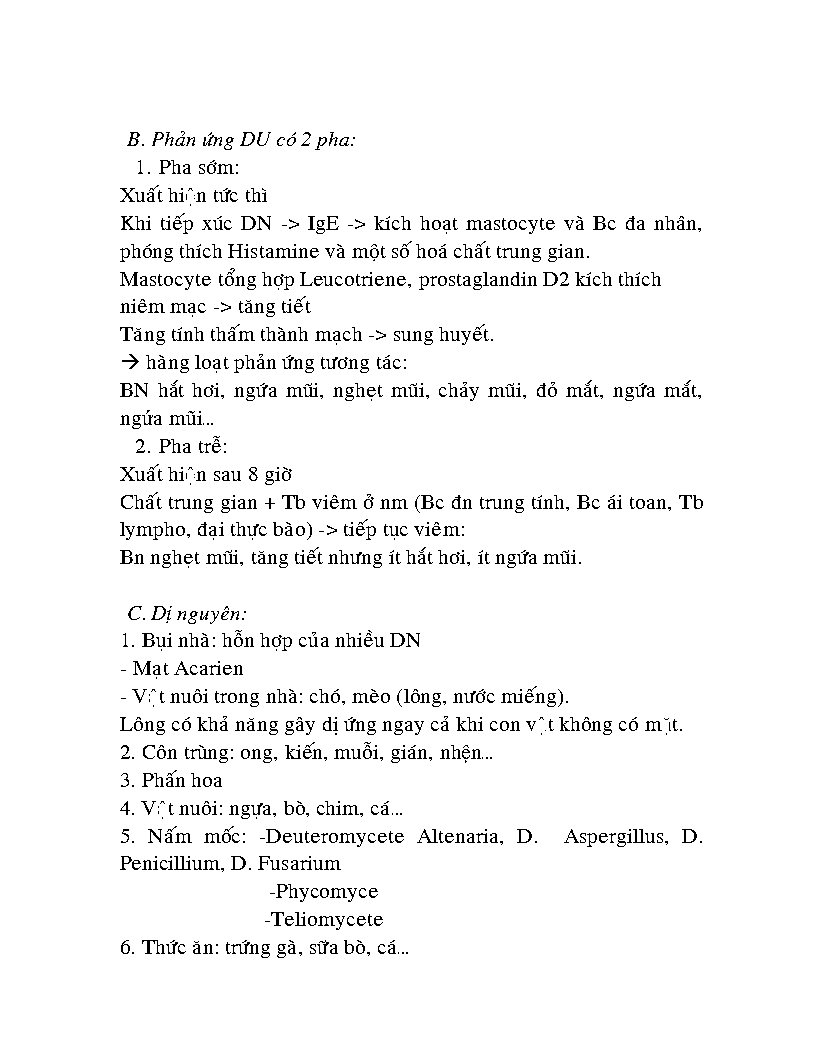 B. Phản ứng DU có 2 pha:
1. Pha sớm:
Xuất hiện tức thì
Khi tiếp xúc DN -> IgE -> kích hoạt mastocyte và Bc đa nhân,
phóng thích Histamine và một số hoá chất trung gian.
Mastocyte tổng hợp Leucotriene, prostaglandin D2 kích thích
niêm mạc -> tăng tiết
Tăng tính thấm thành mạch -> sung huyết.
→ hàng loạt phản ứng tương tác:
BN hắt hơi, ngứa mũi, nghẹt mũi, chảy mũi, đỏ mắt, ngứa mắt,
ngứa mũi...
2. Pha trễ:
Xuất hiện sau 8 giờ
Chất trung gian + Tb viêm ở nm (Bc đn trung tính, Bc ái toan, Tb
lympho, đại thực bào) -> tiếp tục viêm:
Bn nghẹt mũi, tăng tiết nhưng ít hắt hơi, ít ngứa mũi.
C. Dị nguyên:
1. Bụi nhà: hỗn hợp của nhiều DN
- Mạt Acarien
- Vật nuôi trong nhà: chó, mèo (lông, nước miếng).
Lông có khả năng gây dị ứng ngay cả khi con vật không có mặt.
2. Côn trùng: ong, kiến, muỗi, gián, nhện...
3. Phấn hoa
4. Vật nuôi: ngựa, bò, chim, cá...
5. Nấm mốc: -Deuteromycete Altenaria, D. Aspergillus, D.
Penicillium, D. Fusarium
-Phycomyce
-Teliomycete
6. Thức ăn: trứng gà, sữa bò, cá...